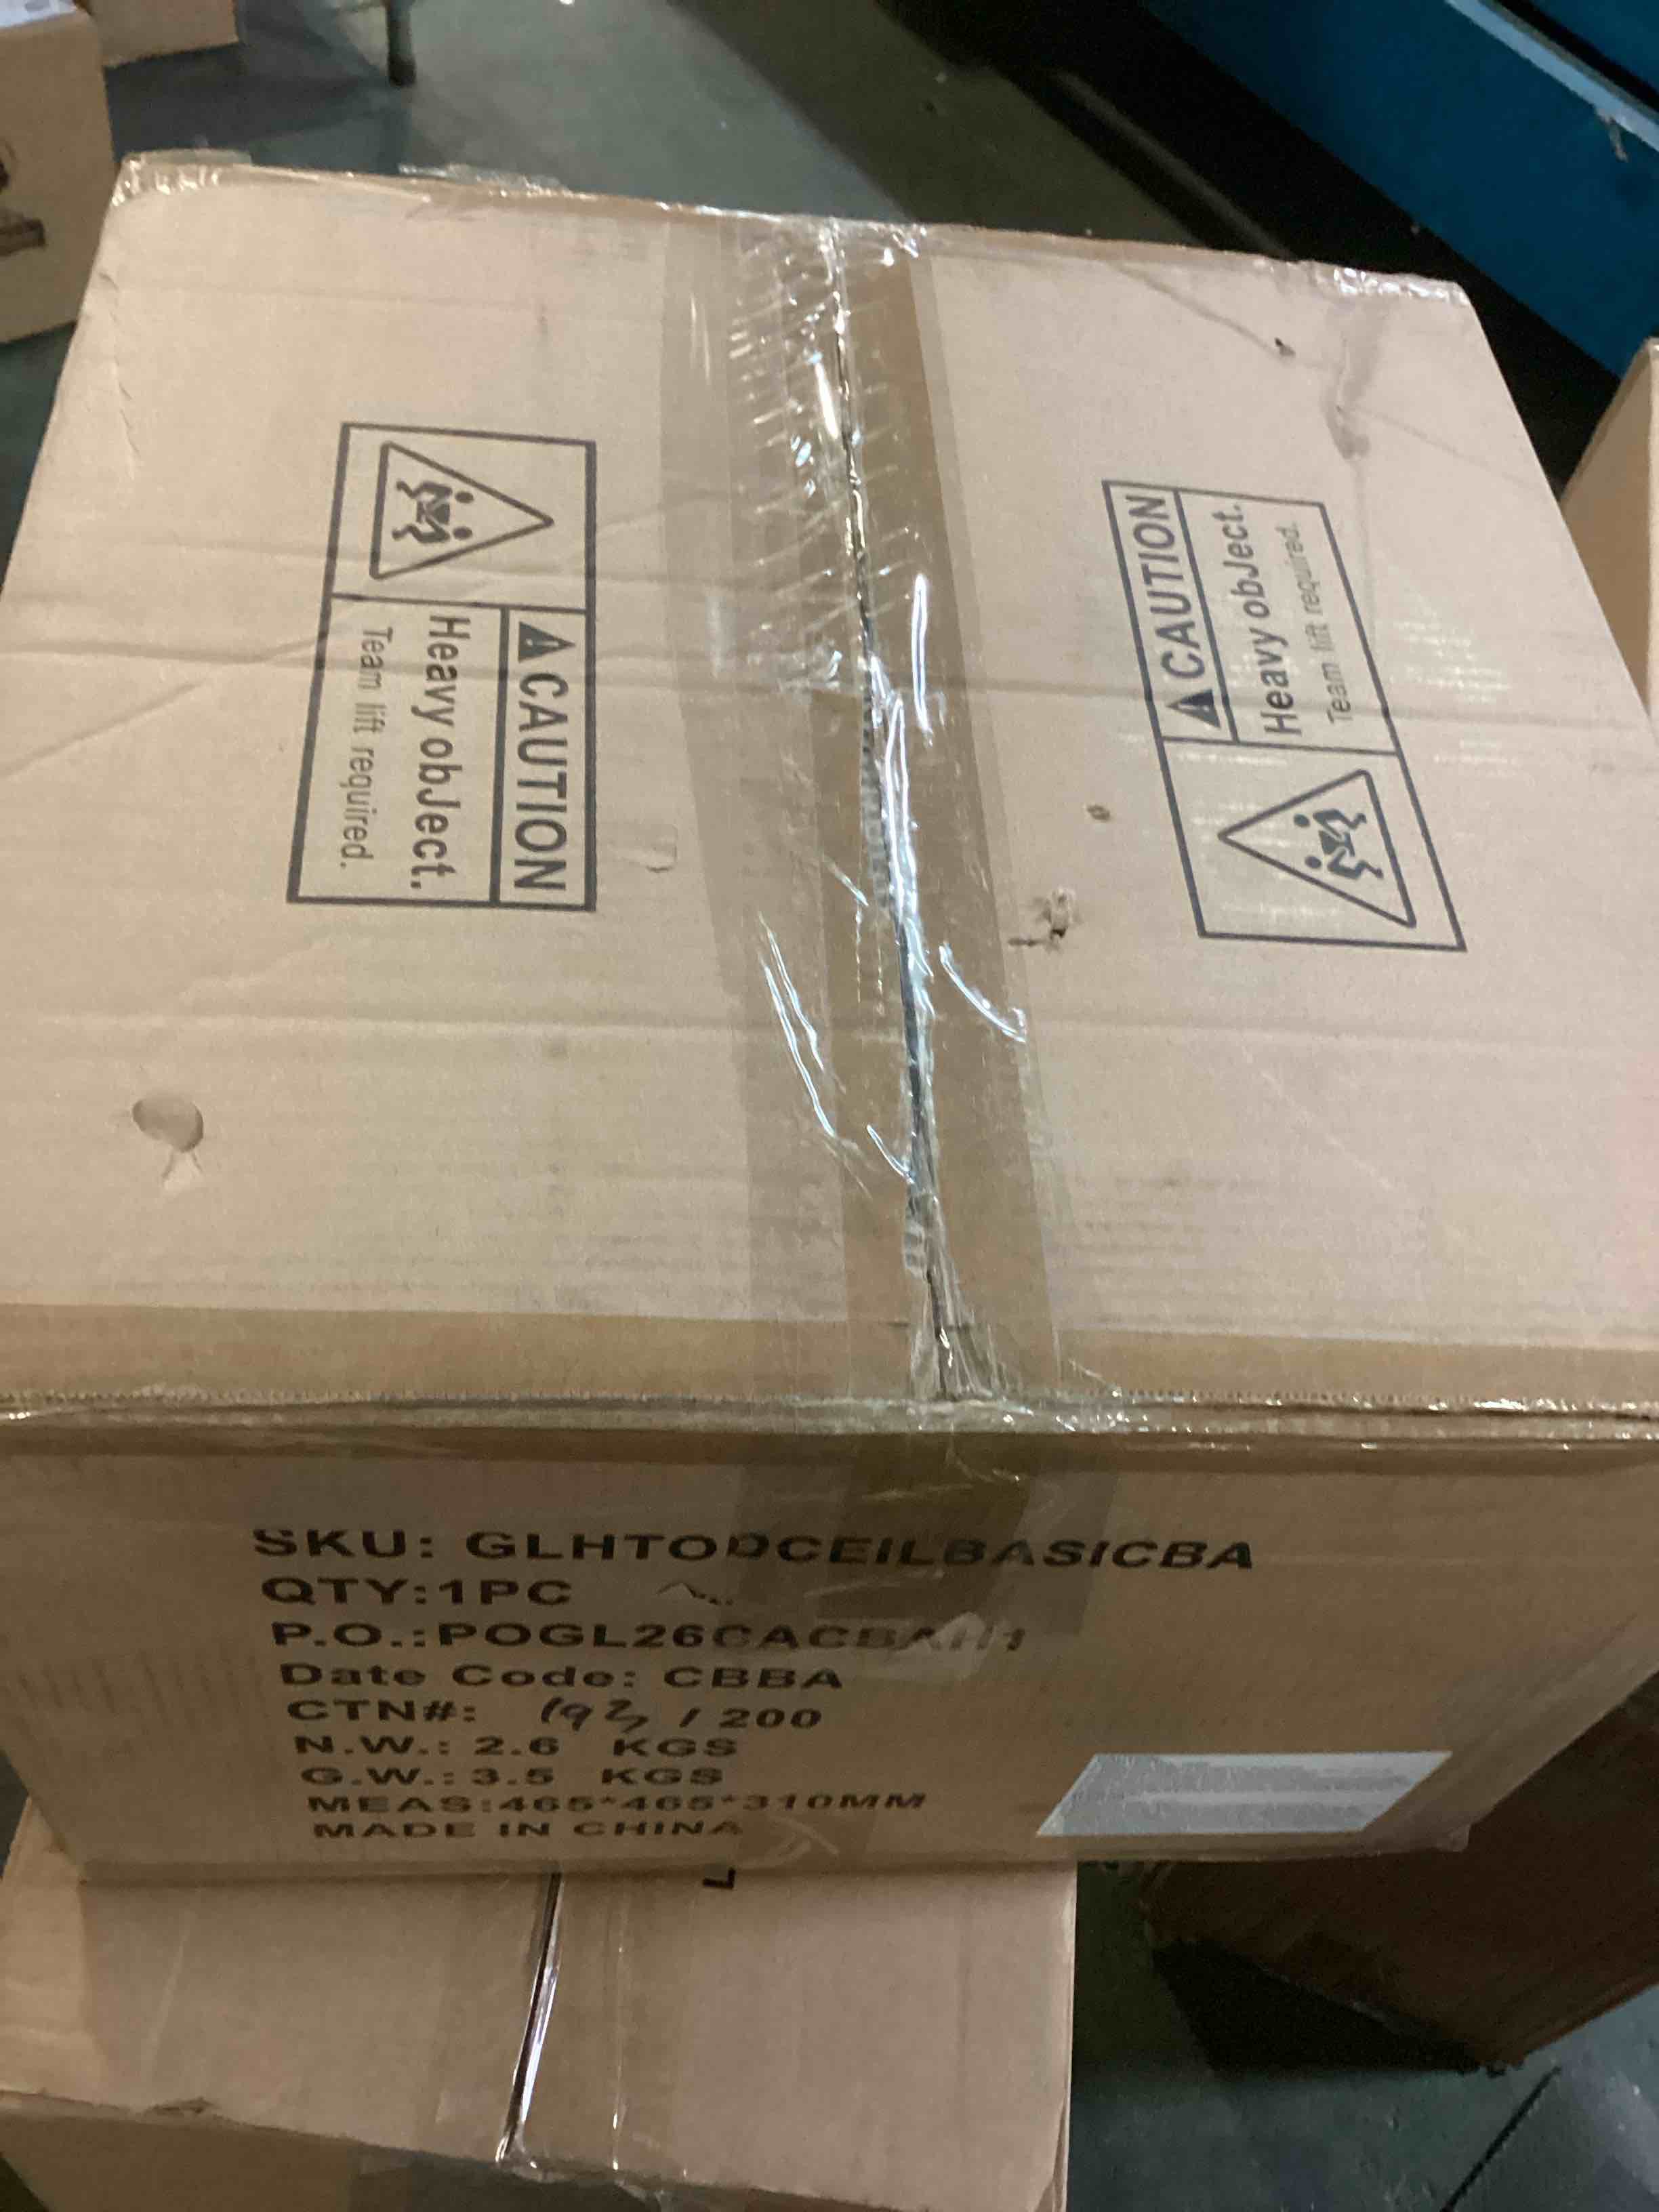 CAUTION
Heavy obJect.
Team lift required.
CAUTION
Heavy obJect.
Team lift required.
SKU: GLHTODCEILBASICBA
QTY:1PC
P.O.:
Date Code: CBBA
CTN#: 193 / 200
N.W.: 2.6 KGS
G.W.: 3.5 KGS
MEAS:465*465*310MM
MADE IN CHINA